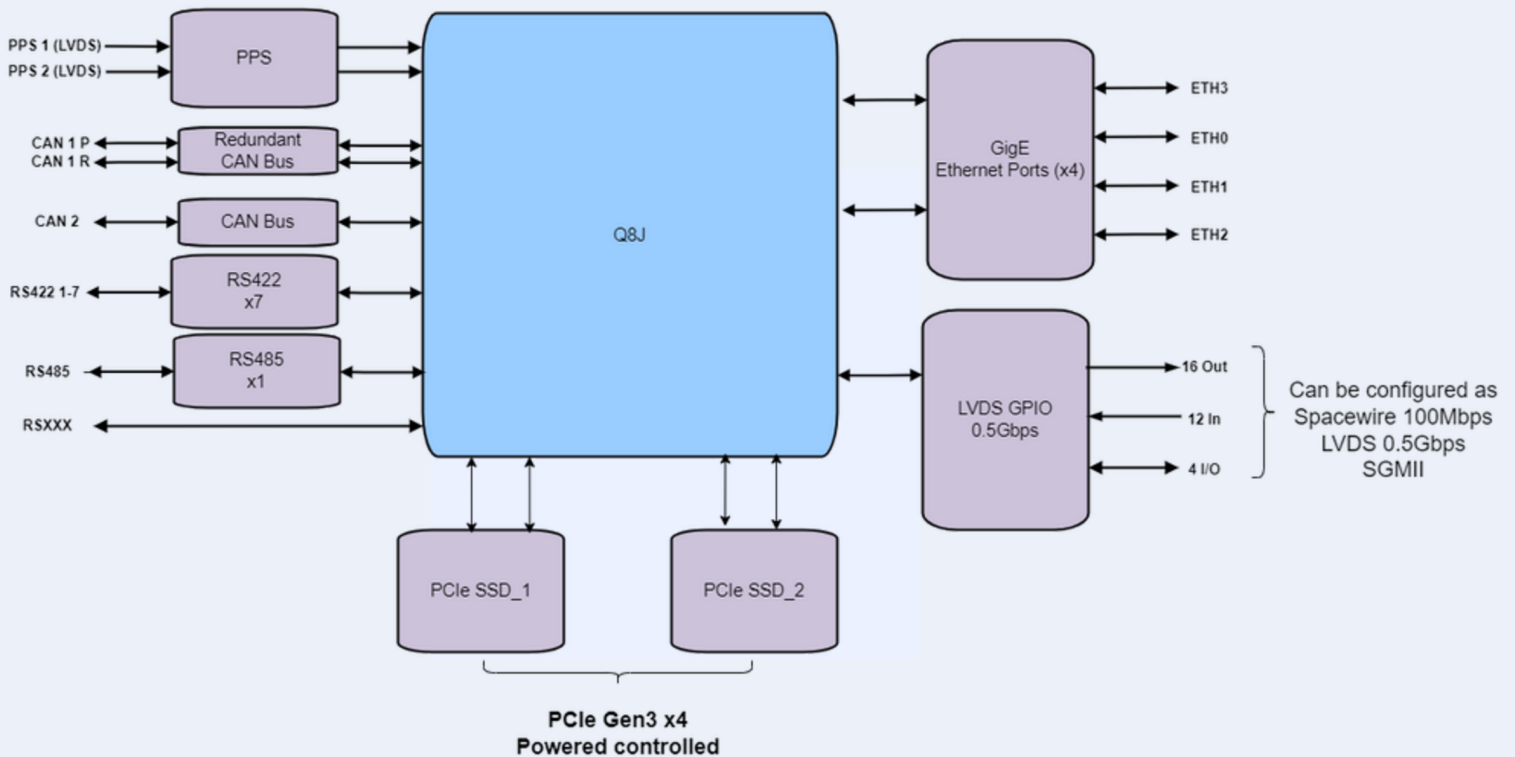 PPS 1 (LVDS)
PPS 2 (LVDS)
PPS
CAN 1 P
CAN 1 R
Redundant
CAN Bus
CAN 2
CAN Bus
RS422 1-7
RS422
x7
RS485
RS485
x1
RSXXX
Q8J
GigE
Ethernet Ports (x4)
ETH3
ETH0
ETH1
ETH2
LVDS GPIO
0.5Gbps
16 Out
12 In
4 I/O
Can be configured as
Spacewire 100Mbps
LVDS 0.5Gbps
SGMII
PCIe SSD_1
PCIe SSD_2
PCIe Gen3 x4
Powered controlled